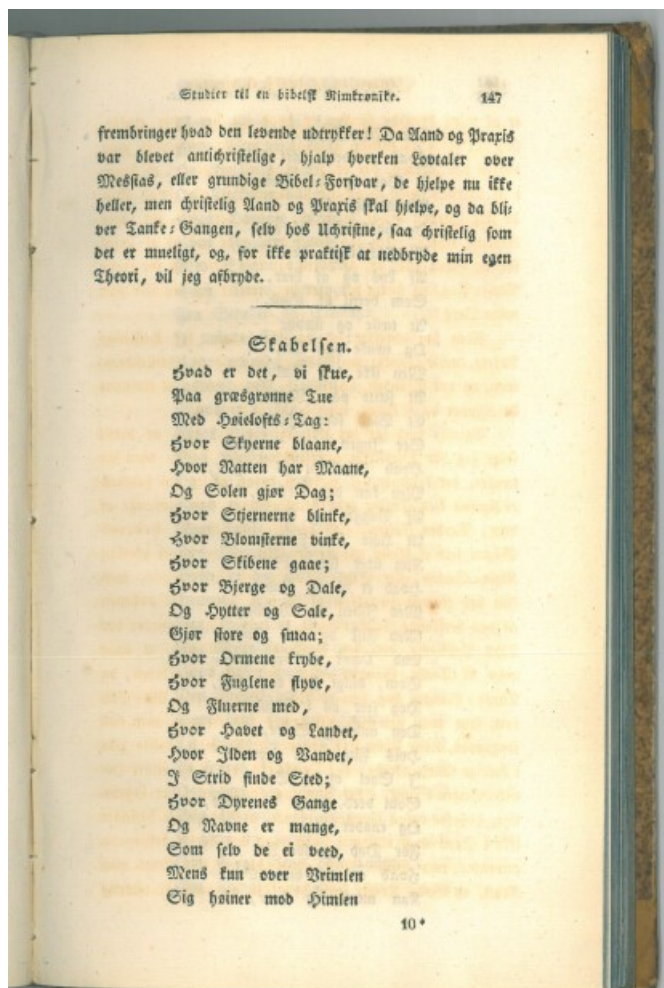 Studier til en bibelsk Rimkrønike. 147
frembringer hvad den levende udtrykker! Da Aand og Praxis
var blevet antichristelige, hjalp hverken Lovtaler over
Messias, eller grundige Bibel-Forsvar, de hjelpe nu ikke
heller, men christelig Aand og Praxis skal hjelpe, og da bli-
ver Tanke-Gangen, selv hos Uchristne, saa christelig som
det er mueligt, og, for ikke praktisk at nedbryde min egen
Theori, vil jeg afbryde.
Skabelsen.
Hvad er det, vi skue,
Paa græsgrønne Tue
Med Høielofts-Tag:
Hvor Skyerne blaane,
Hvor Natten har Maane,
Og Solen gjør Dag;
Hvor Stjernerne blinke,
Hvor Blomsterne vinke,
Hvor Skibene gaae;
Hvor Bjerge og Dale,
Og Hytter og Sale,
Gjør store og smaa;
Hvor Ormene krybe,
Hvor Fuglene flyve,
Og Fluerne med,
Hvor Havet og Landet,
Hvor Ilden og Vandet,
I Strid finde Sted;
Hvor Dyrenes Gange
Og Navne er mange,
Som selv de ei veed,
Mens kun over Vrimlen
Sig høiner mod Himlen
10*